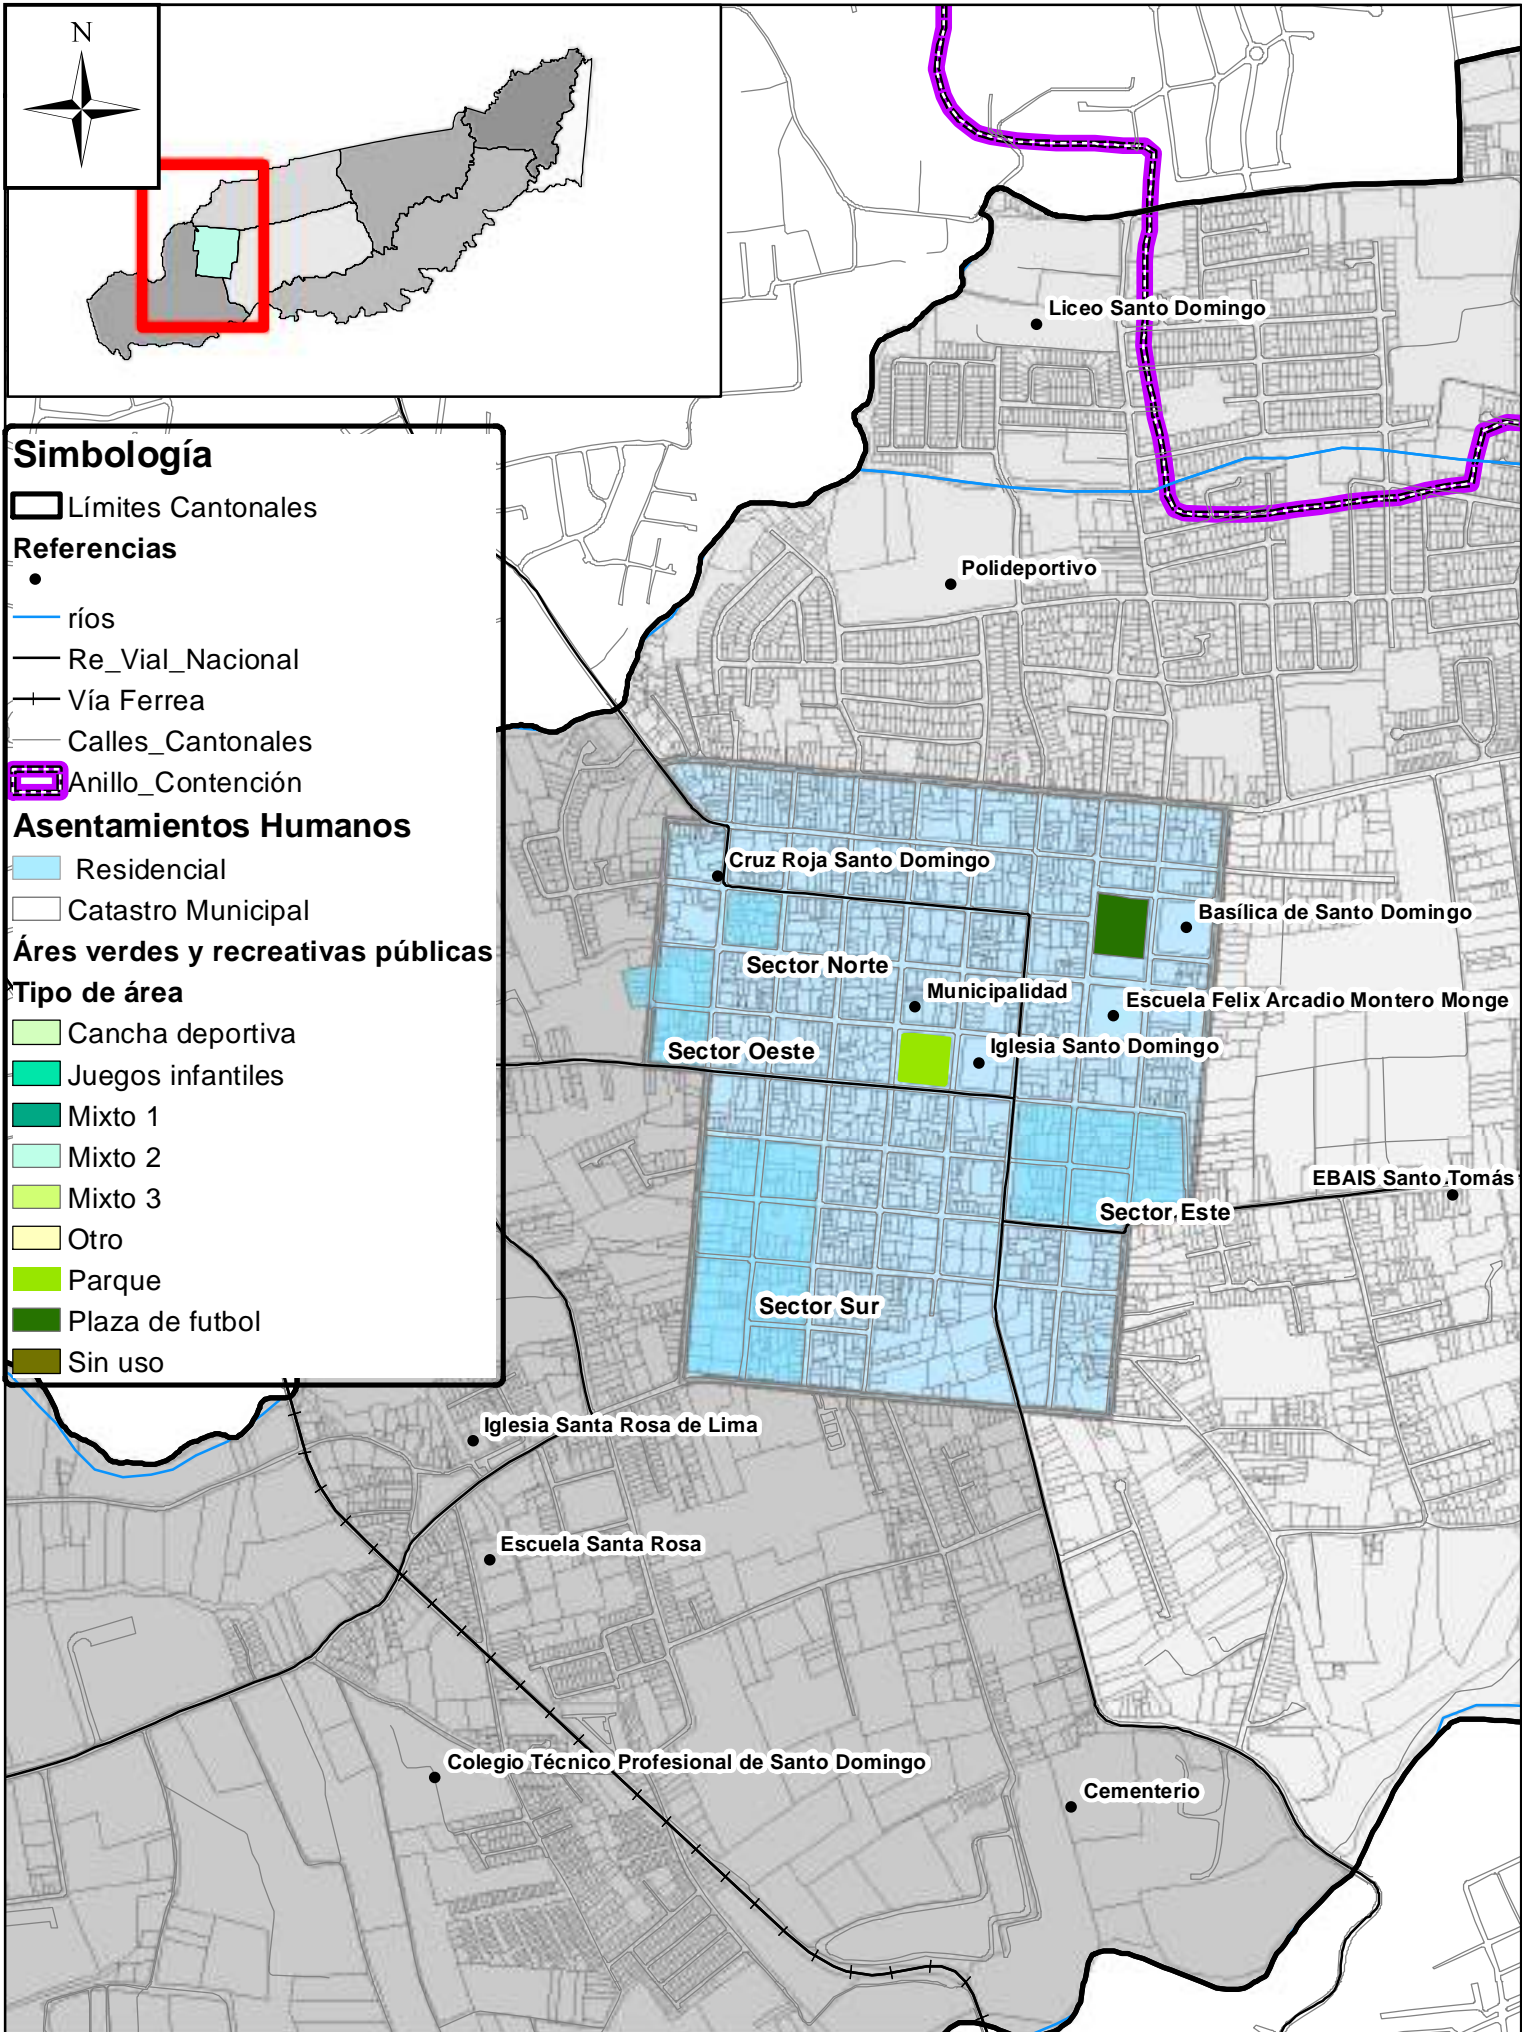 N
Simbología
Límites Cantonales
Referencias
ríos
Re_Vial_Nacional
Vía Ferrea
Calles_Cantonales
Anillo_Contención
Asentamientos Humanos
Residencial
Catastro Municipal
Áres verdes y recreativas públicas
Tipo de área
Cancha deportiva
Juegos infantiles
Mixto 1
Mixto 2
Mixto 3
Otro
Parque
Plaza de futbol
Sin uso
Liceo Santo Domingo
Polideportivo
Cruz Roja Santo Domingo
Basílica de Santo Domingo
Sector Norte
Municipalidad
Escuela Felix Arcadio Montero Monge
Sector Oeste
Iglesia Santo Domingo
EBAIS Santo Tomás
Sector Este
Sector Sur
Iglesia Santa Rosa de Lima
Escuela Santa Rosa
Colegio Técnico Profesional de Santo Domingo
Cementerio